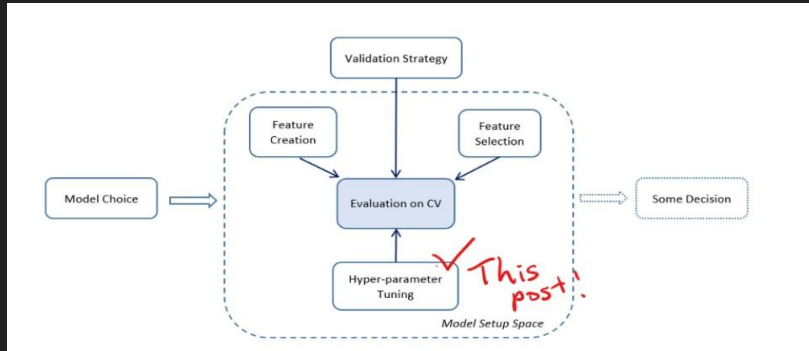 Validation Strategy
Feature
Creation
Feature
Selection
Model Choice
Evaluation on CV
Some Decision
Hyper-parameter
Tuning
This
post!
Model Setup Space